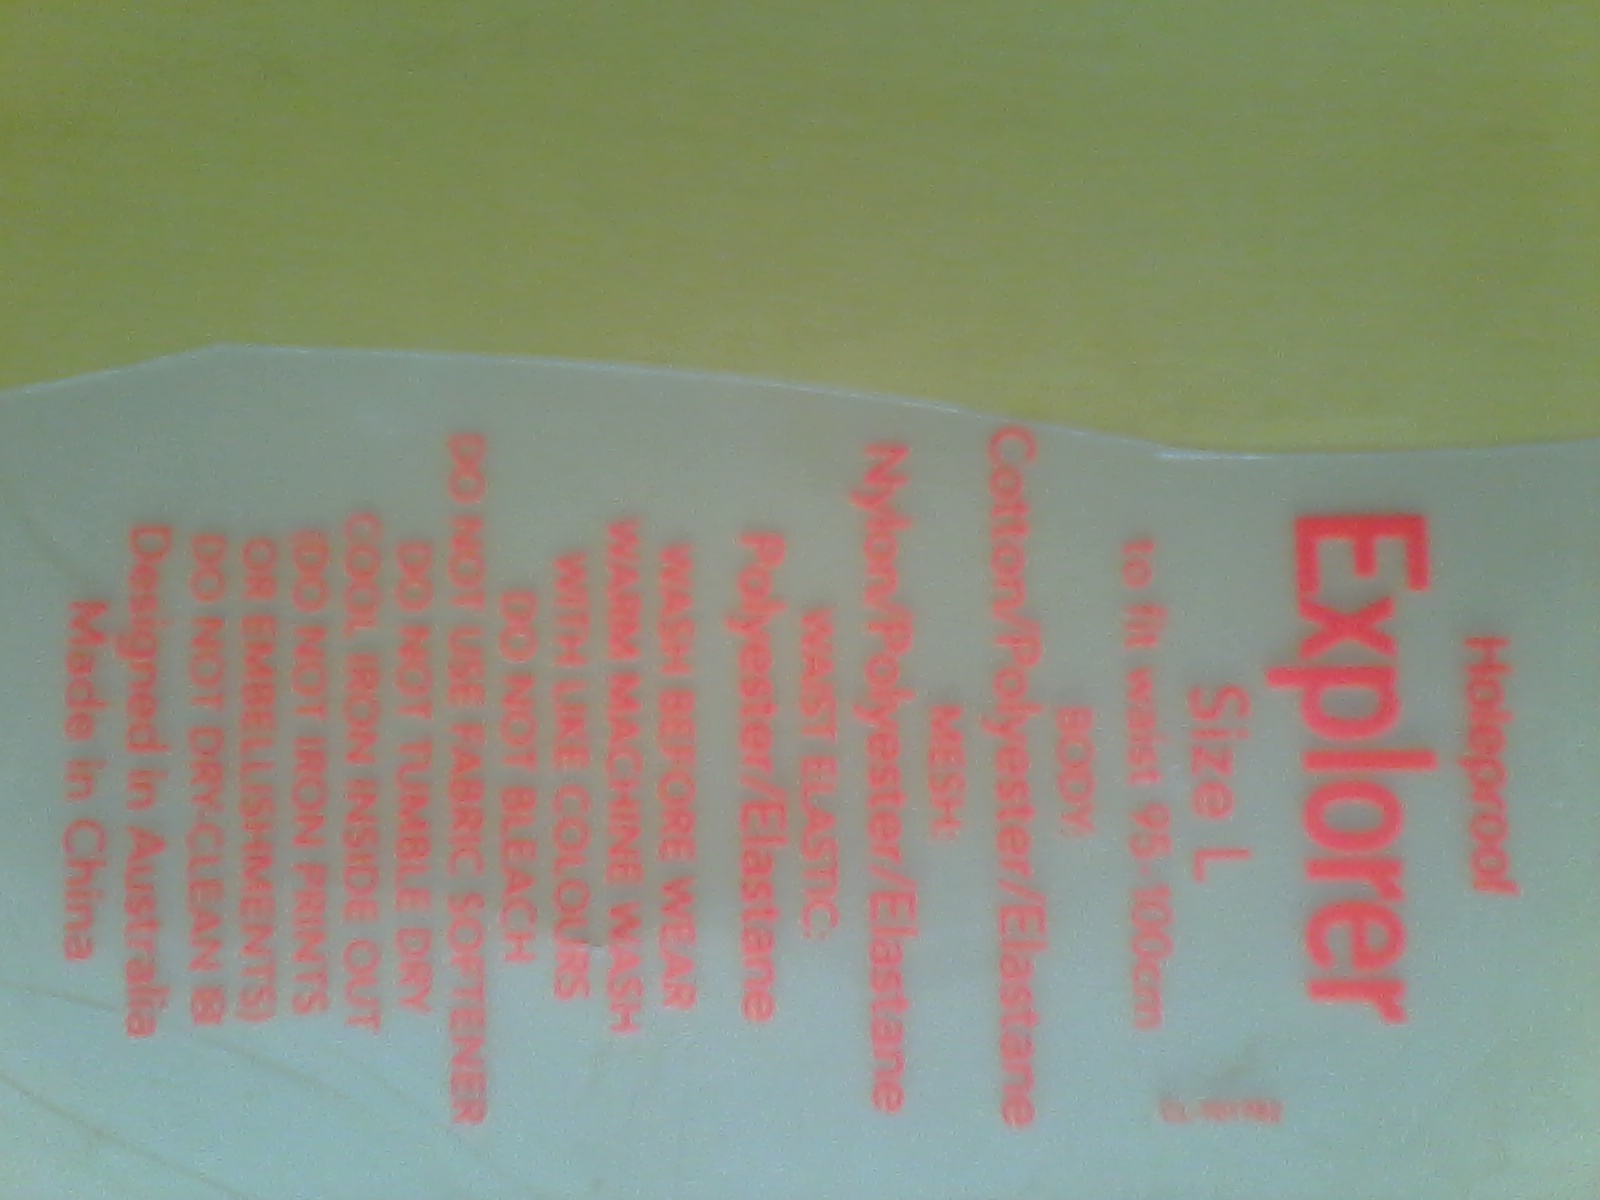 Holeproof
Explorer
Size L
to fit waist 95-100cm
BODY:
Cotton/Polyester/Elastane
MESH:
Nylon/Polyester/Elastane
WAIST ELASTIC:
Polyester/Elastane
WASH BEFORE WEAR
WARM MACHINE WASH
WITH LIKE COLOURS
DO NOT BLEACH
DO NOT USE FABRIC SOFTENER
DO NOT TUMBLE DRY
COOL IRON INSIDE OUT
(DO NOT IRON PRINTS
OR EMBELLISHMENTS)
DO NOT DRY-CLEAN
Designed in Australia
Made in China